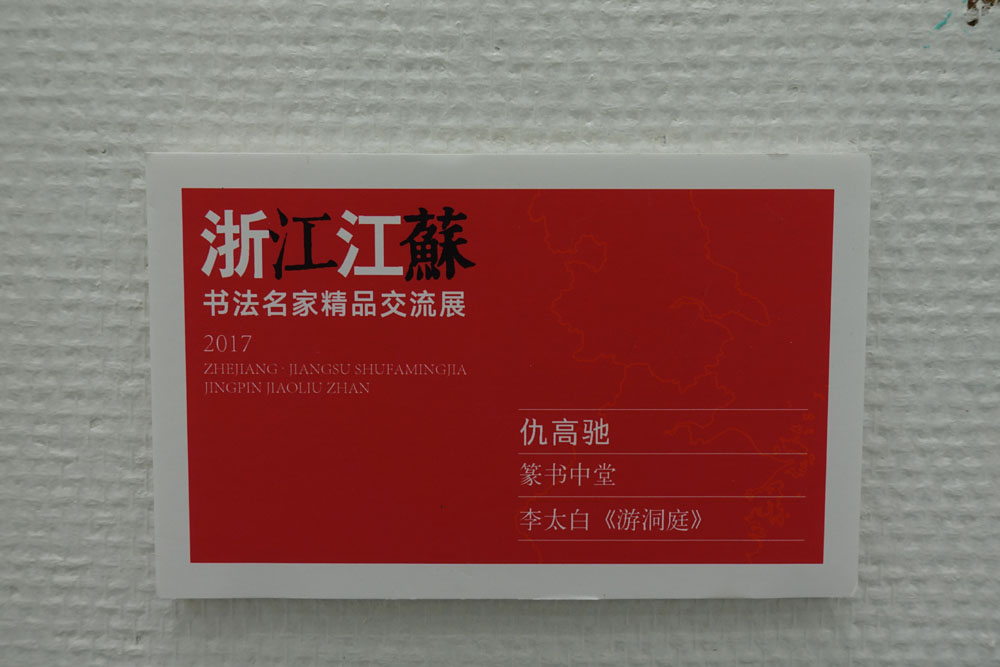 浙江江蘇
书法名家精品交流展
2017
ZHEJIANG · JIANGSU SHUFAMINGJIA
JINGPIN JIAOLIU ZHAN
仇高驰
篆书中堂
李太白《游洞庭》